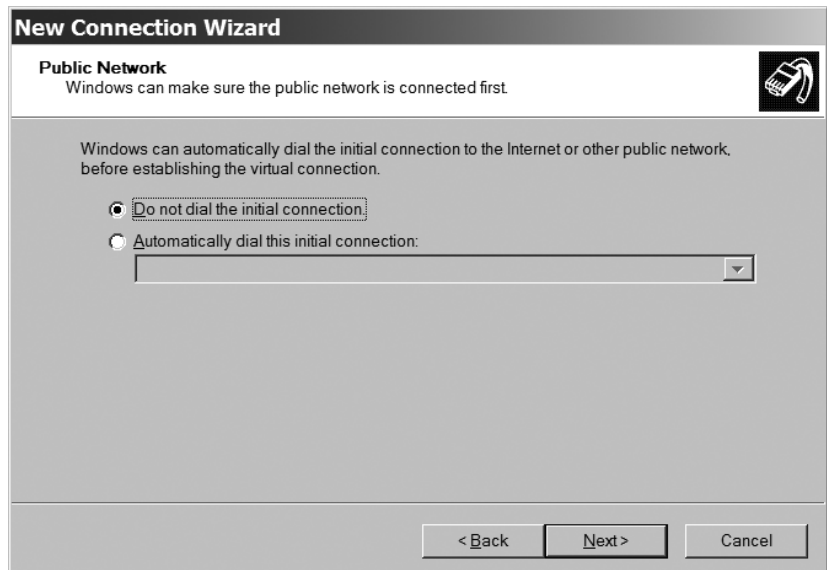 New Connection Wizard
Public Network
Windows can make sure the public network is connected first.
Windows can automatically dial the initial connection to the Internet or other public network,
before establishing the virtual connection.
Do not dial the initial connection.
Automatically dial this initial connection:
< Back
Next >
Cancel